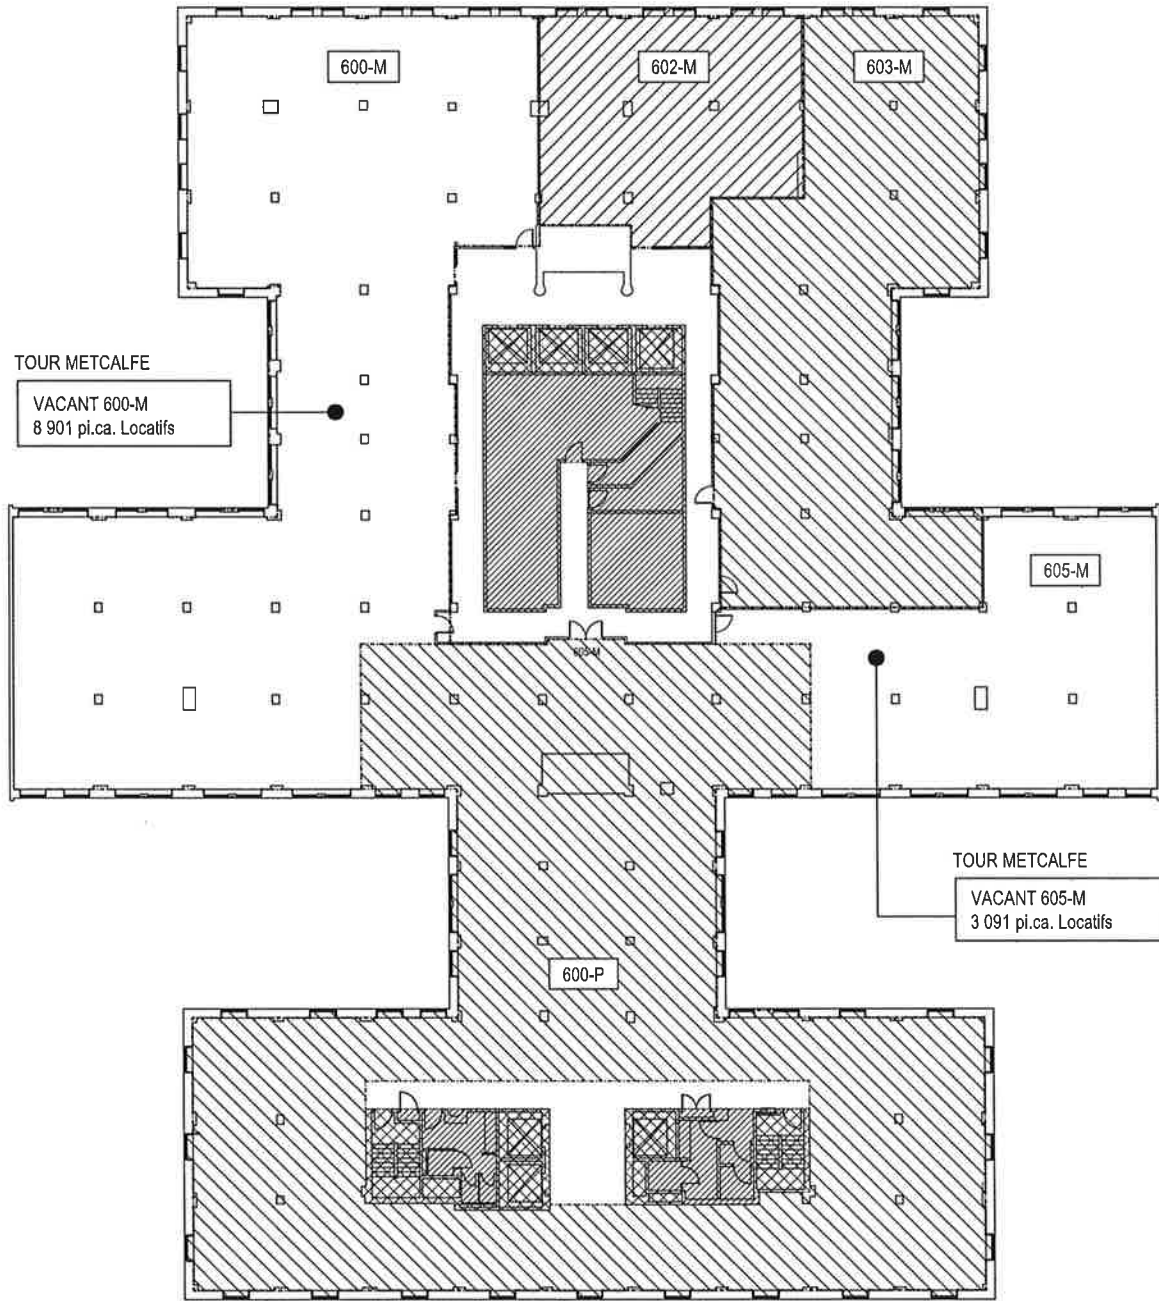 600-M
602-M
603-M
TOUR METCALFE
VACANT 600-M
8 901 pi.ca. Locatifs
605-M
605-M
TOUR METCALFE
VACANT 605-M
3 091 pi.ca. Locatifs
600-P